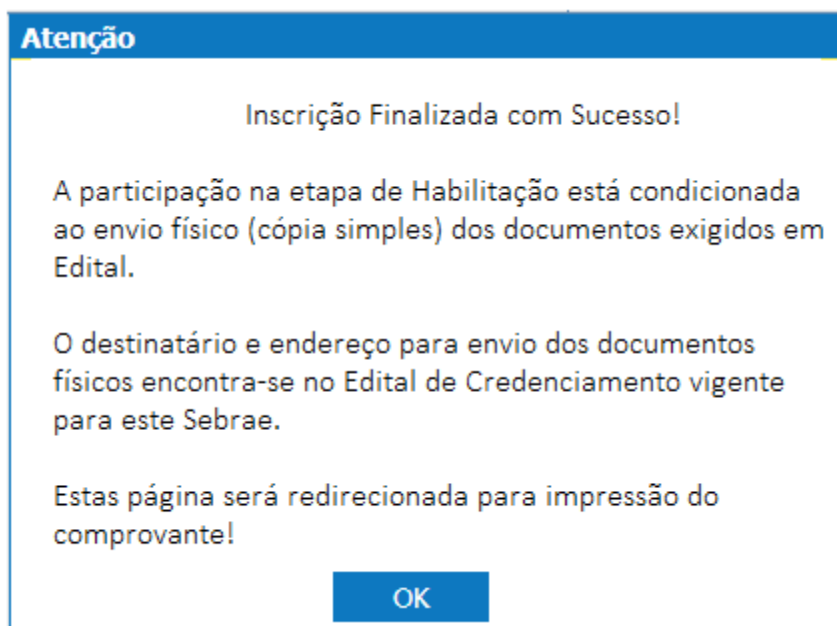 Atenção
Inscrição Finalizada com Sucesso!
A participação na etapa de Habilitação está condicionada
ao envio físico (cópia simples) dos documentos exigidos em
Edital.
O destinatário e endereço para envio dos documentos
físicos encontra-se no Edital de Credenciamento vigente
para este Sebrae.
Estas página será redirecionada para impressão do
comprovante!
OK